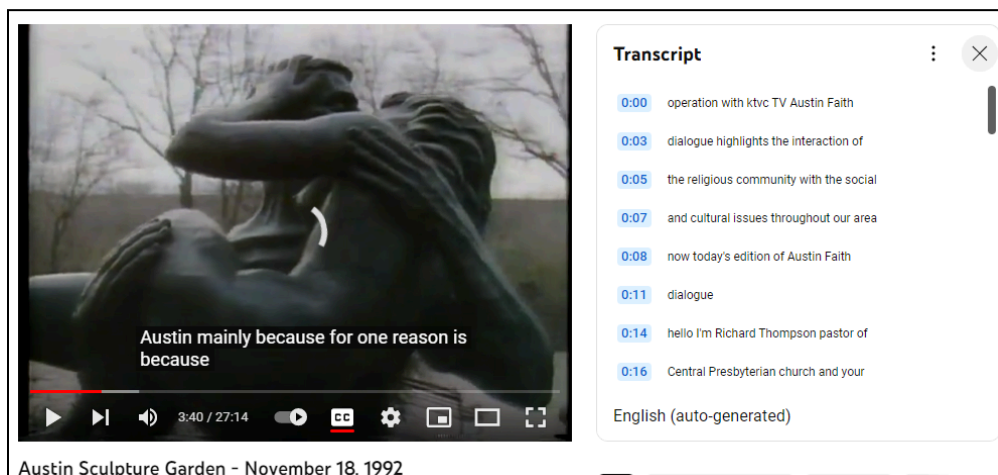 Austin mainly because for one reason is
because
3:40 / 27:14
CC
Austin Sculpture Garden - November 18, 1992
Transcript
0:00 operation with ktvc TV Austin Faith
0:03 dialogue highlights the interaction of
0:05 the religious community with the social
0:07 and cultural issues throughout our area
0:08 now today's edition of Austin Faith
0:11 dialogue
0:14 hello I'm Richard Thompson pastor of
0:16 Central Presbyterian church and your
English (auto-generated)